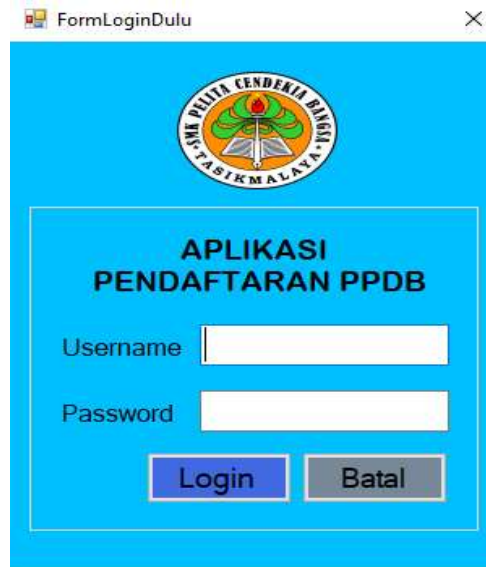 FormLoginDulu
SMK PELITA CENDEKIA BANGSA
TASIKMALAYA
APLIKASI
PENDAFTARAN PPDB
Username
Password
Login Batal